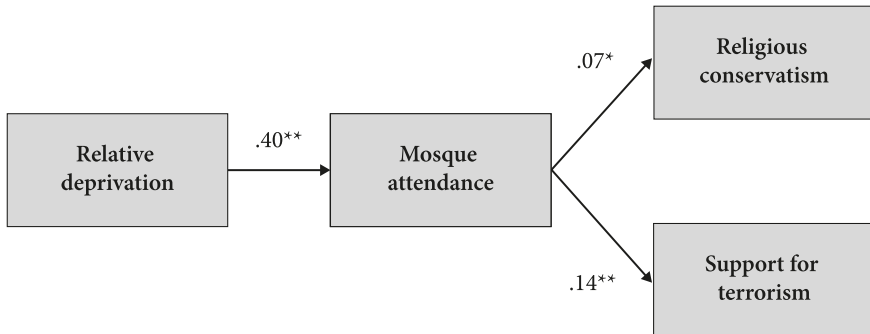 Religious
conservatism
.07*
Relative
deprivation
.40**
Mosque
attendance
.14**
Support for
terrorism